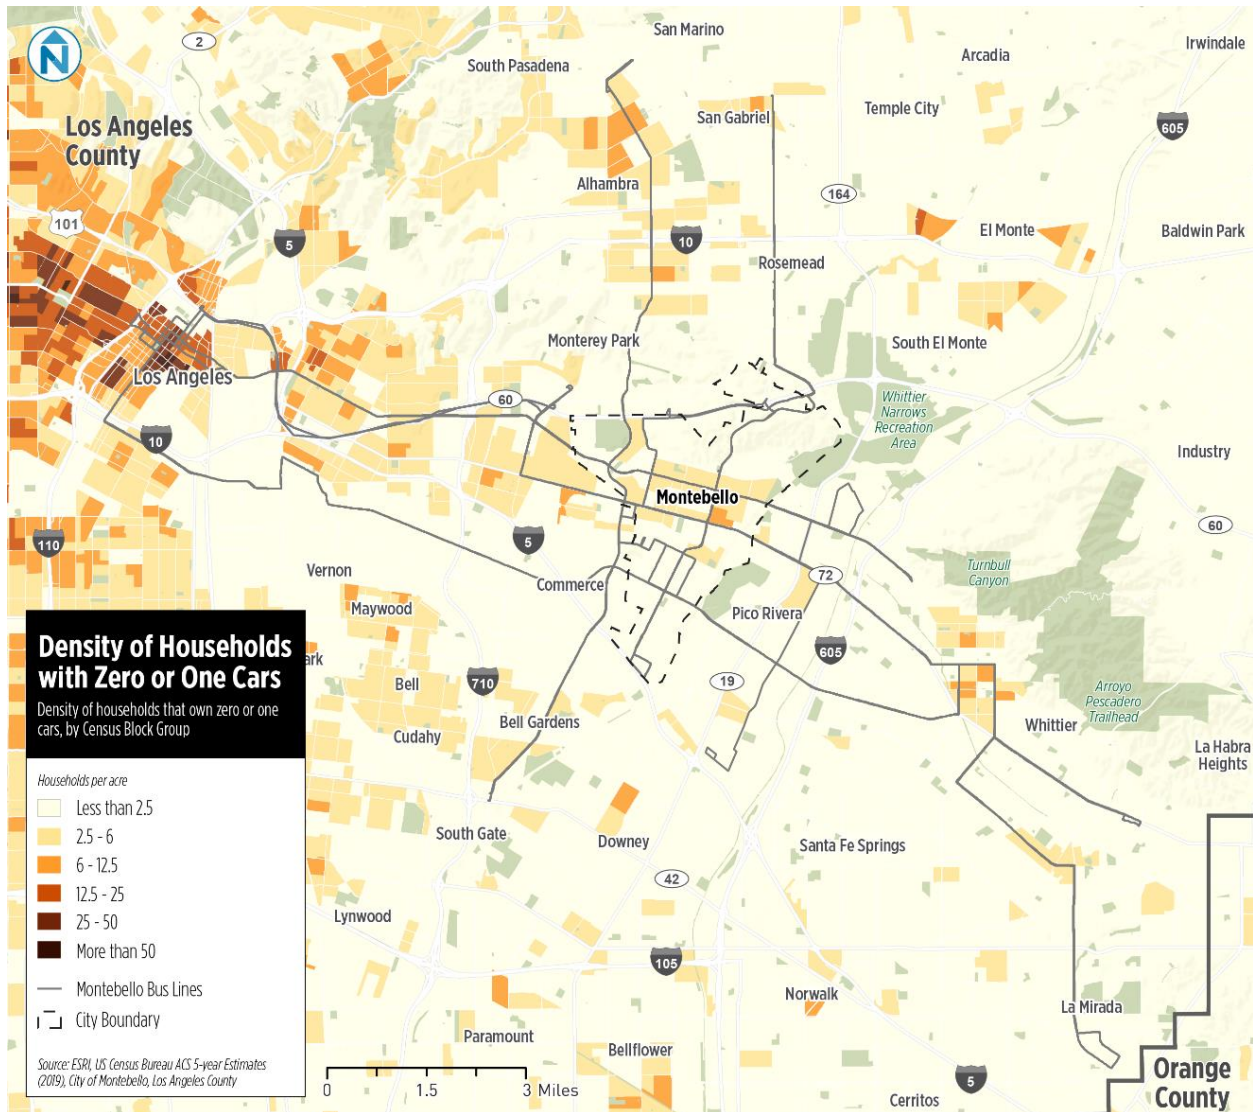 N
2
San Marino
Arcadia
Irwindale
South Pasadena
Temple City
San Gabriel
605
Los Angeles
County
Alhambra
164
101
5
10
El Monte
Baldwin Park
Rosemead
Monterey Park
South El Monte
Los Angeles
60
Whittier
Narrows
Recreation
Area
10
Industry
Montebello
60
110
5
Vernon
Commerce
72
Turnbull
Canyon
Maywood
Pico Rivera
605
ark
Bell
710
19
Arroyo
Pescadero
Trailhead
Bell Gardens
Whittier
Cudahy
La Habra
Heights
South Gate
Downey
Santa Fe Springs
42
Lynwood
105
Norwalk
La Mirada
Paramount
Bellflower
5
Orange
County
Cerritos
Density of Households
with Zero or One Cars
Density of households that own zero or one
cars, by Census Block Group
Households per acre
Less than 2.5
2.5 - 6
6 - 12.5
12.5 - 25
25 - 50
More than 50
Montebello Bus Lines
City Boundary
Source: ESRI, US Census Bureau ACS 5-year Estimates
(2019), City of Montebello, Los Angeles County
0 1.5 3 Miles